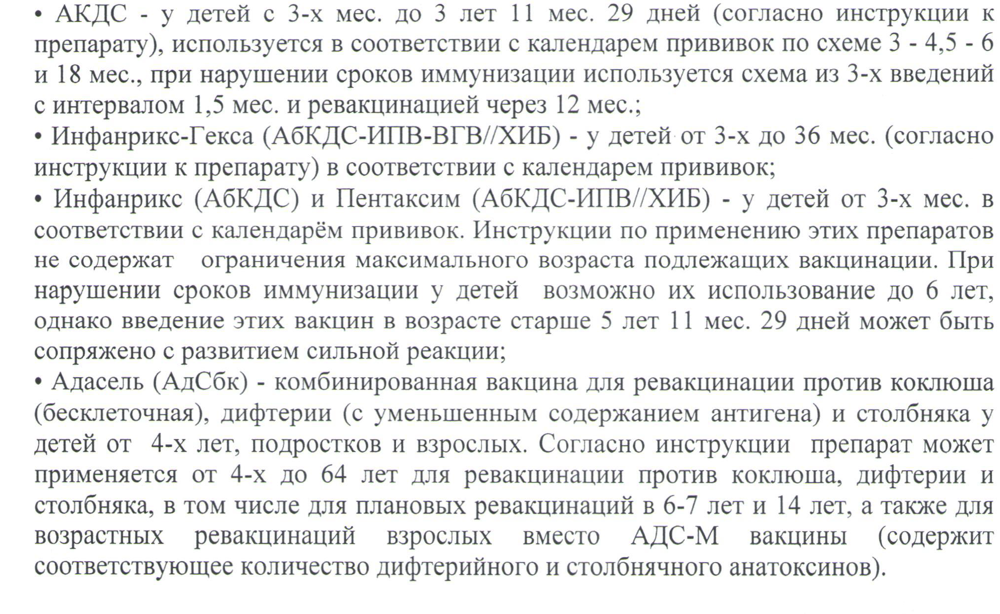 • АКДС - у детей с 3-х мес. до 3 лет 11 мес. 29 дней (согласно инструкции к
препарату), используется в соответствии с календарем прививок по схеме 3 - 4,5 - 6
и 18 мес., при нарушении сроков иммунизации используется схема из 3-х введений
с интервалом 1,5 мес. и ревакцинацией через 12 мес.;
• Инфанрикс-Гекса (АбКДС-ИПВ-ВГВ//ХИБ) - у детей от 3-х до 36 мес. (согласно
инструкции к препарату) в соответствии с календарем прививок;
• Инфанрикс (АбКДС) и Пентаксим (АбКДС-ИПВ//ХИБ) - у детей от 3-х мес. в
соответствии с календарём прививок. Инструкции по применению этих препаратов
не содержат ограничения максимального возраста подлежащих вакцинации. При
нарушении сроков иммунизации у детей возможно их использование до 6 лет,
однако введение этих вакцин в возрасте старше 5 лет 11 мес. 29 дней может быть
сопряжено с развитием сильной реакции;
• Адасель (АдСбк) - комбинированная вакцина для ревакцинации против коклюша
(бесклеточная), дифтерии (с уменьшенным содержанием антигена) и столбняка у
детей от 4-х лет, подростков и взрослых. Согласно инструкции препарат может
применяется от 4-х до 64 лет для ревакцинации против коклюша, дифтерии и
столбняка, в том числе для плановых ревакцинаций в 6-7 лет и 14 лет, а также для
возрастных ревакцинаций взрослых вместо АДС-М вакцины (содержит
соответствующее количество дифтерийного и столбнячного анатоксинов).